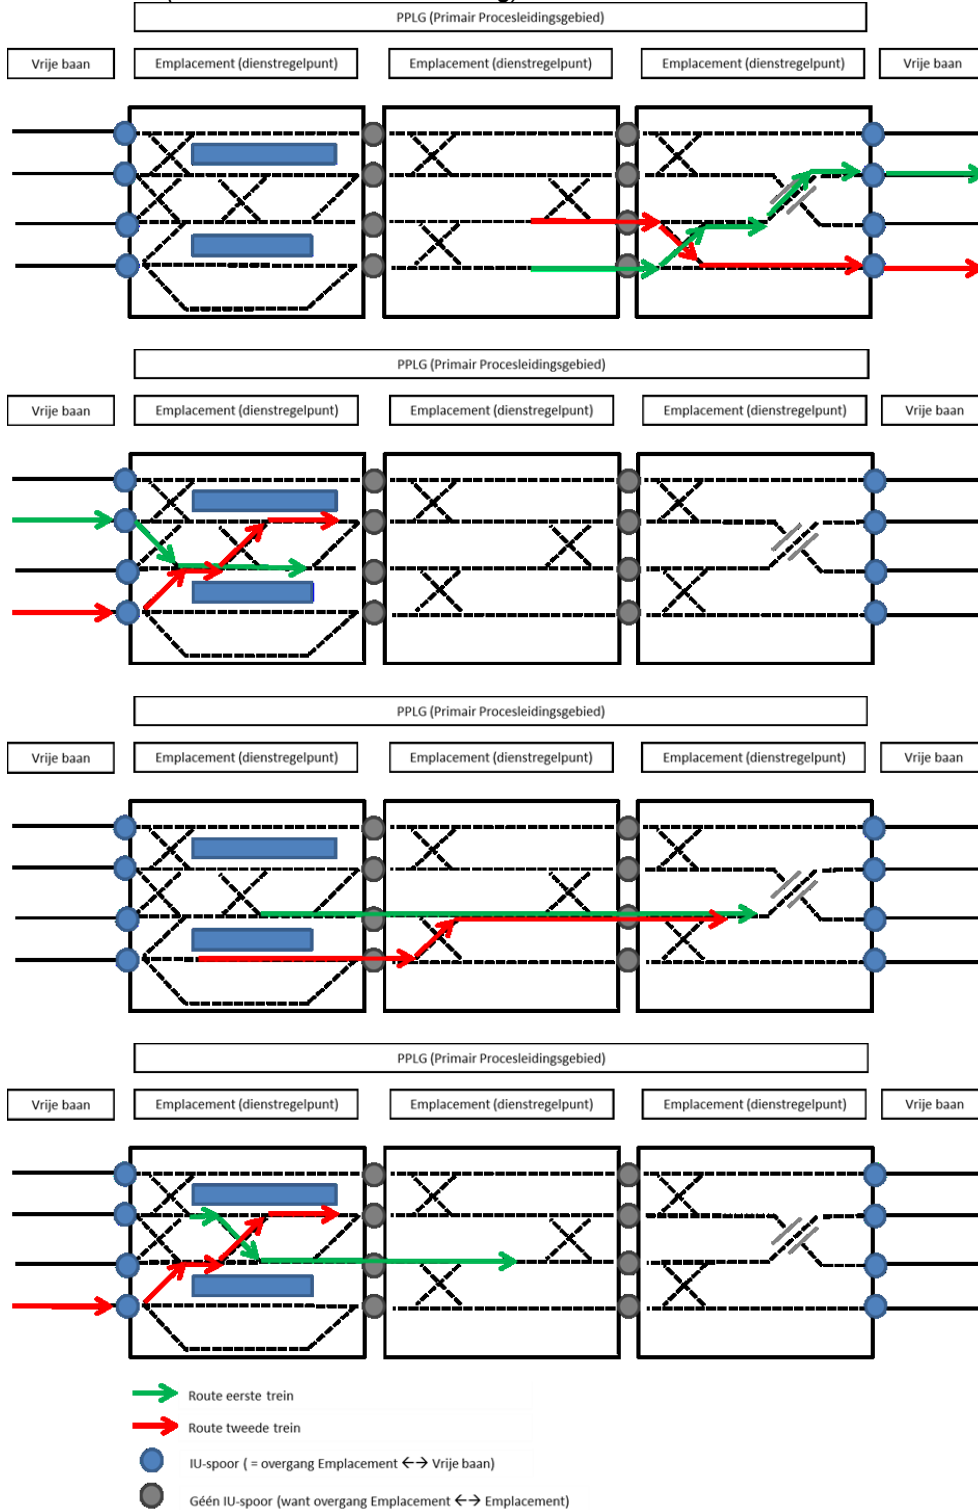 PPLG (Primair Procesleidingsgebied)
Vrije baan Emplacement (dienstregelpunt) Emplacement (dienstregelpunt) Emplacement (dienstregelpunt) Vrije baan
PPLG (Primair Procesleidingsgebied)
Vrije baan Emplacement (dienstregelpunt) Emplacement (dienstregelpunt) Emplacement (dienstregelpunt) Vrije baan
PPLG (Primair Procesleidingsgebied)
Vrije baan Emplacement (dienstregelpunt) Emplacement (dienstregelpunt) Emplacement (dienstregelpunt) Vrije baan
PPLG (Primair Procesleidingsgebied)
Vrije baan Emplacement (dienstregelpunt) Emplacement (dienstregelpunt) Emplacement (dienstregelpunt) Vrije baan
Route eerste trein
Route tweede trein
IU-spoor ( = overgang Emplacement ←→ Vrije baan)
Géén IU-spoor (want overgang Emplacement ←→ Emplacement)